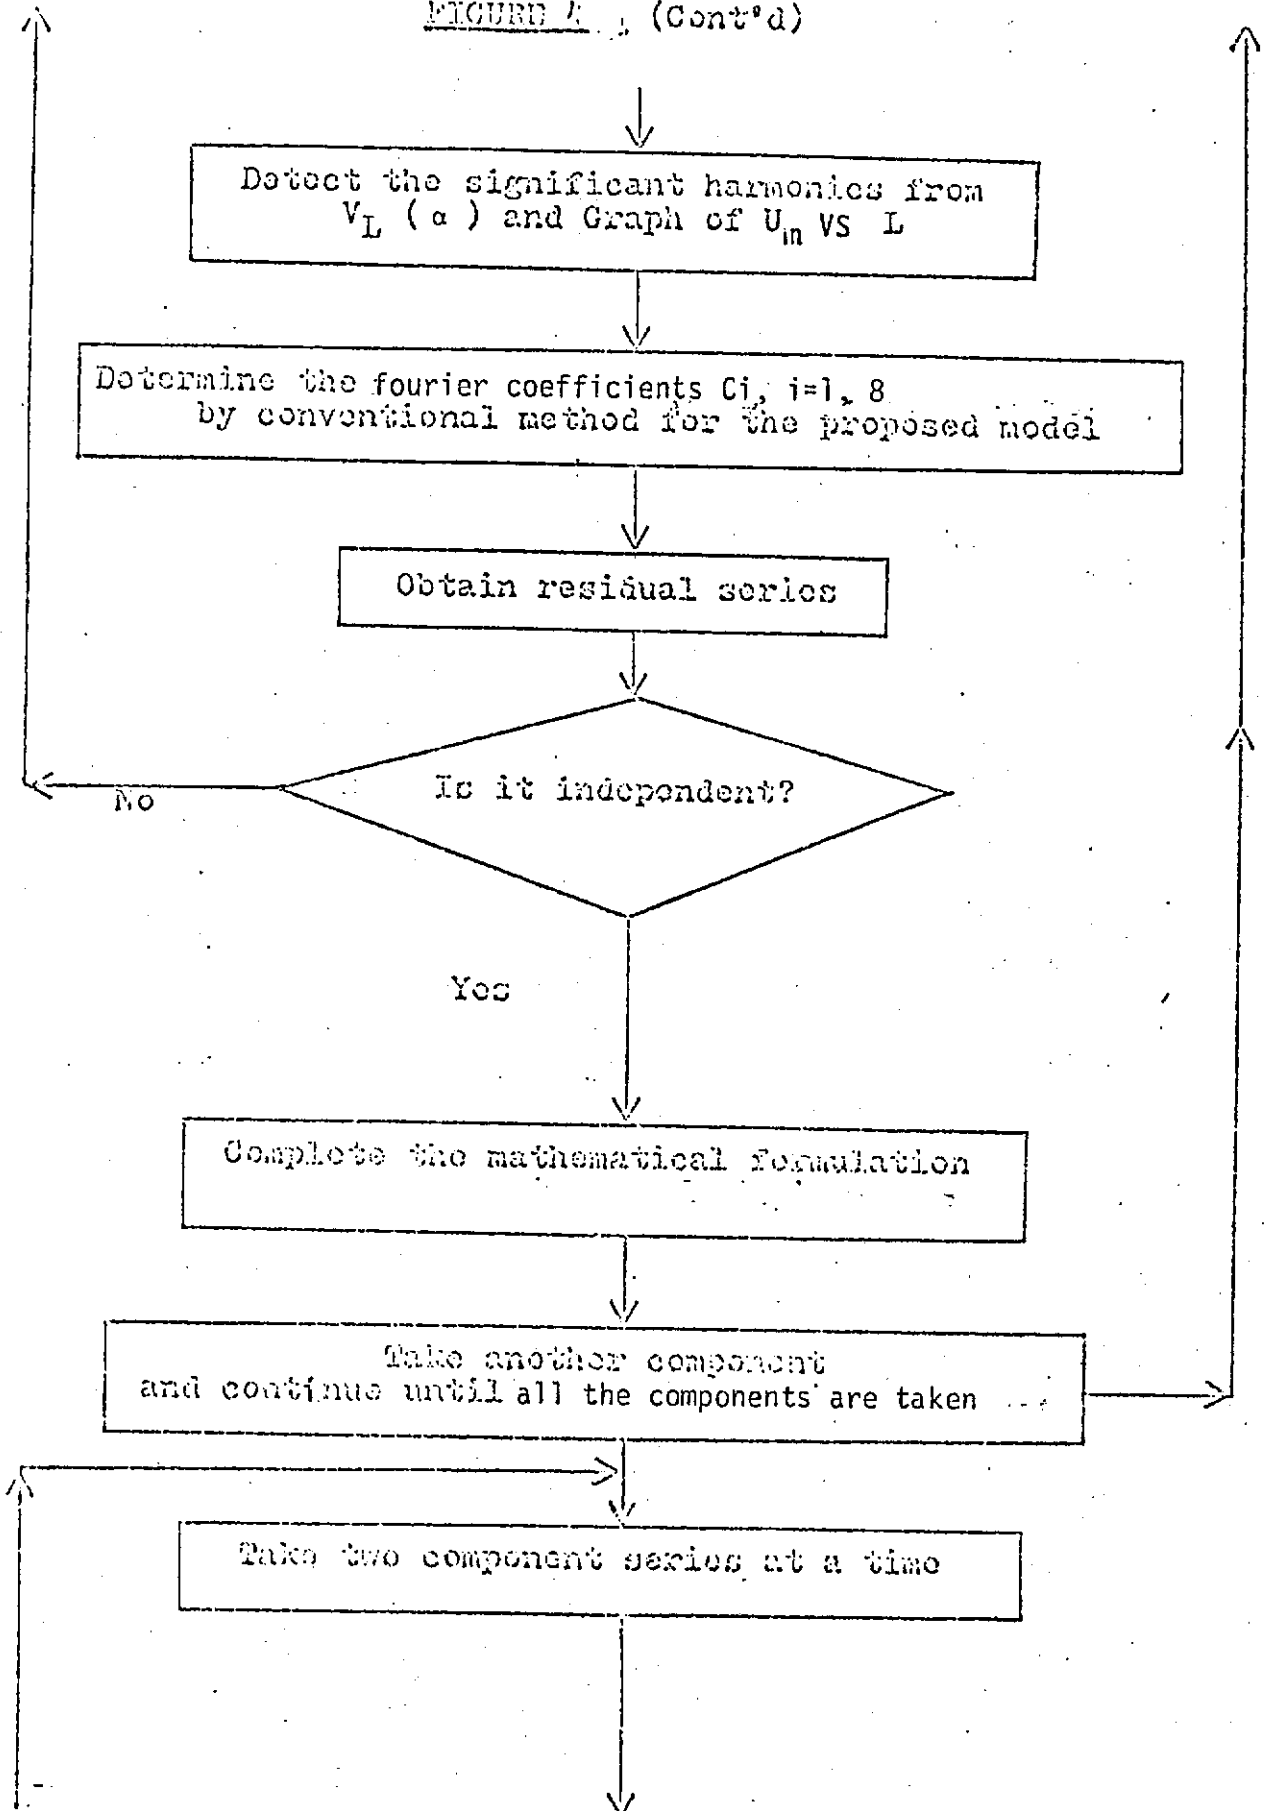 FIGURE 4 (Cont'd)
Detect the significant harmonics from
V_L (α) and Graph of U_in VS L
Determine the fourier coefficients Ci, i=1, 8
by conventional method for the proposed model
Obtain residual series
Is it independent?
No
Yes
Complete the mathematical formulation
Take another component
and continue until all the components are taken
Take two component series at a time